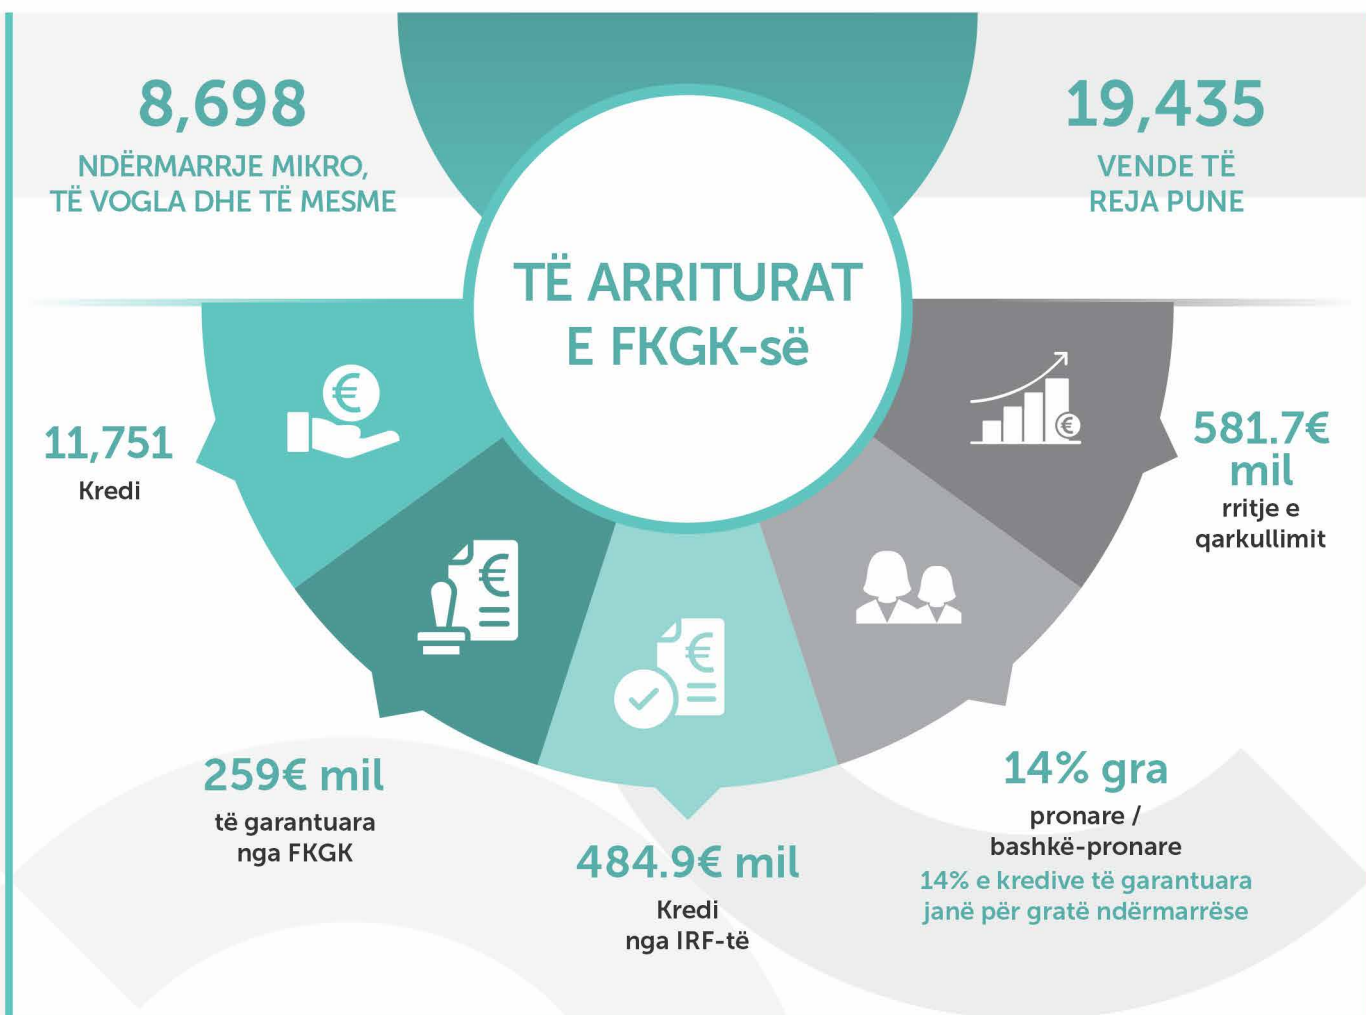 8,698
NDËRMARRJE MIKRO,
TË VOGLA DHE TË MESME
19,435
VENDE TË
REJA PUNE
TË ARRITURAT
E FKGK-së
11,751
Kredi
259€ mil
të garantuara
nga FKGK
484.9€ mil
Kredi
nga IRF-të
14% gra
pronare /
bashkë-pronare
14% e kredive të garantuara
janë për gratë ndërmarrëse
581.7€
mil
rritje e
qarkullimit